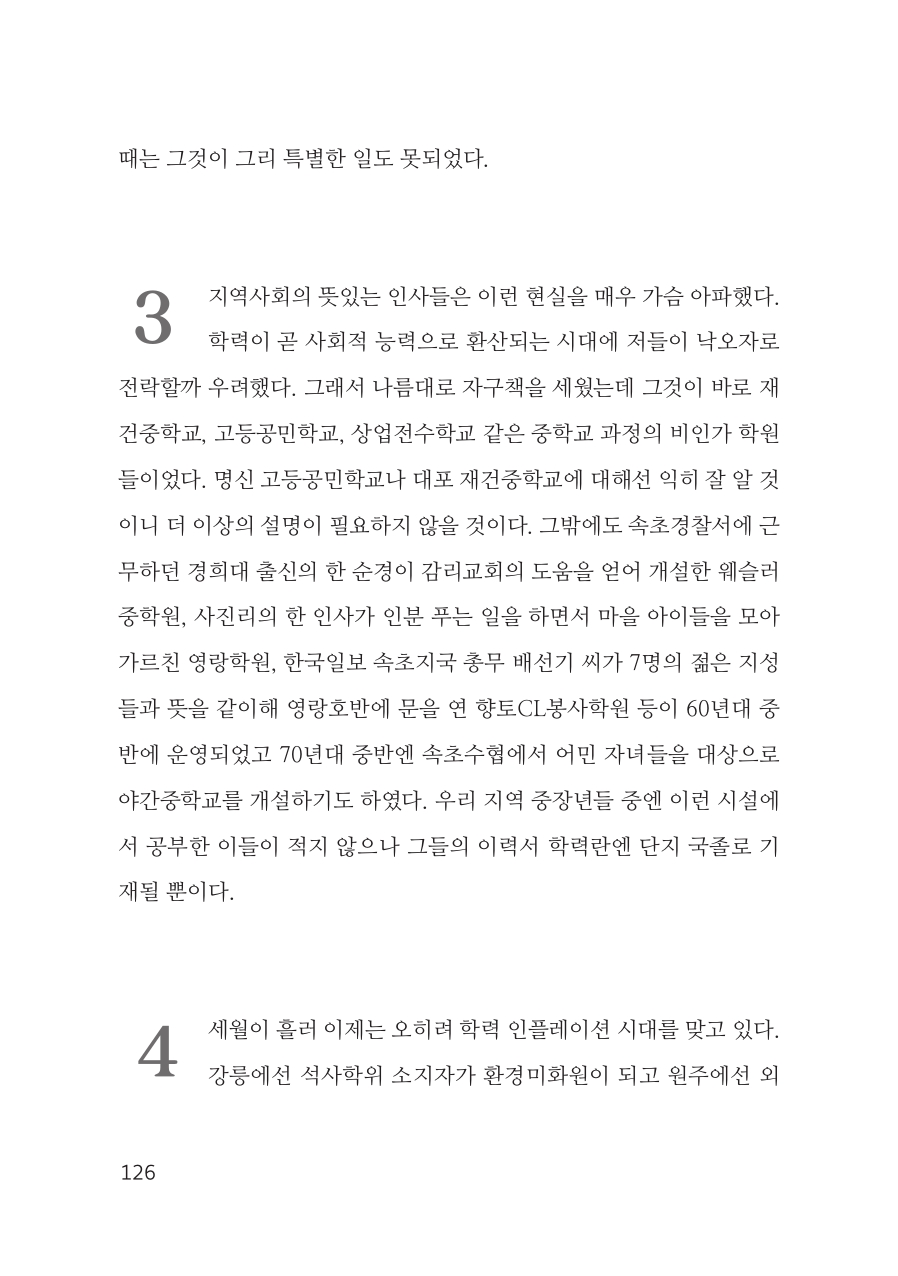 때는 그것이 그리 특별한 일도 못되었다.
3
지역사회의 뜻있는 인사들은 이런 현실을 매우 가슴 아파했다.
학력이 곧 사회적 능력으로 환산되는 시대에 저들이 낙오자로
전락할까 우려했다. 그래서 나름대로 자구책을 세웠는데 그것이 바로 재
건중학교, 고등공민학교, 상업전수학교 같은 중학교 과정의 비인가 학원
들이었다. 명신 고등공민학교나 대포 재건중학교에 대해선 익히 잘 알 것
이니 더 이상의 설명이 필요하지 않을 것이다. 그밖에도 속초경찰서에 근
무하던 경희대 출신의 한 순경이 감리교회의 도움을 얻어 개설한 웨슬러
중학원, 사진리의 한 인사가 인분 푸는 일을 하면서 마을 아이들을 모아
가르친 영랑학원, 한국일보 속초지국 총무 배선기 씨가 7명의 젊은 지성
들과 뜻을 같이해 영랑호반에 문을 연 향토CL봉사학원 등이 60년대 중
반에 운영되었고 70년대 중반엔 속초수협에서 어민 자녀들을 대상으로
야간중학교를 개설하기도 하였다. 우리 지역 중장년들 중엔 이런 시설에
서 공부한 이들이 적지 않으나 그들의 이력서 학력란엔 단지 국졸로 기
재될 뿐이다.
4
세월이 흘러 이제는 오히려 학력 인플레이션 시대를 맞고 있다.
강릉에선 석사학위 소지자가 환경미화원이 되고 원주에선 외
126